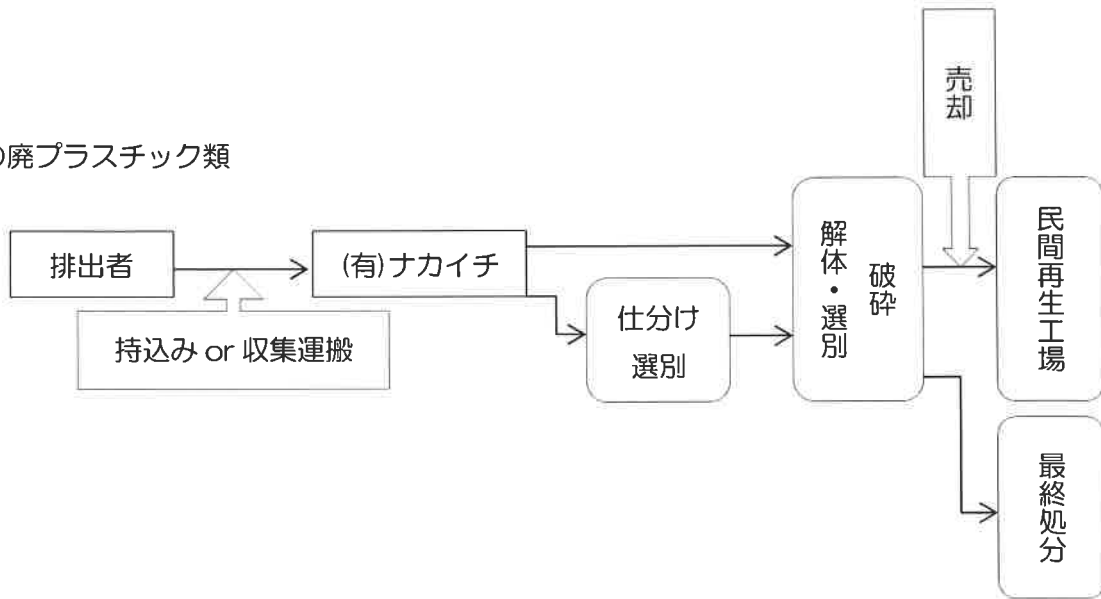 廃プラスチック類
売却
排出者
(有)ナカイチ
持込み or 収集運搬
仕分け
選別
破砕
解体・選別
民間再生工場
最終処分